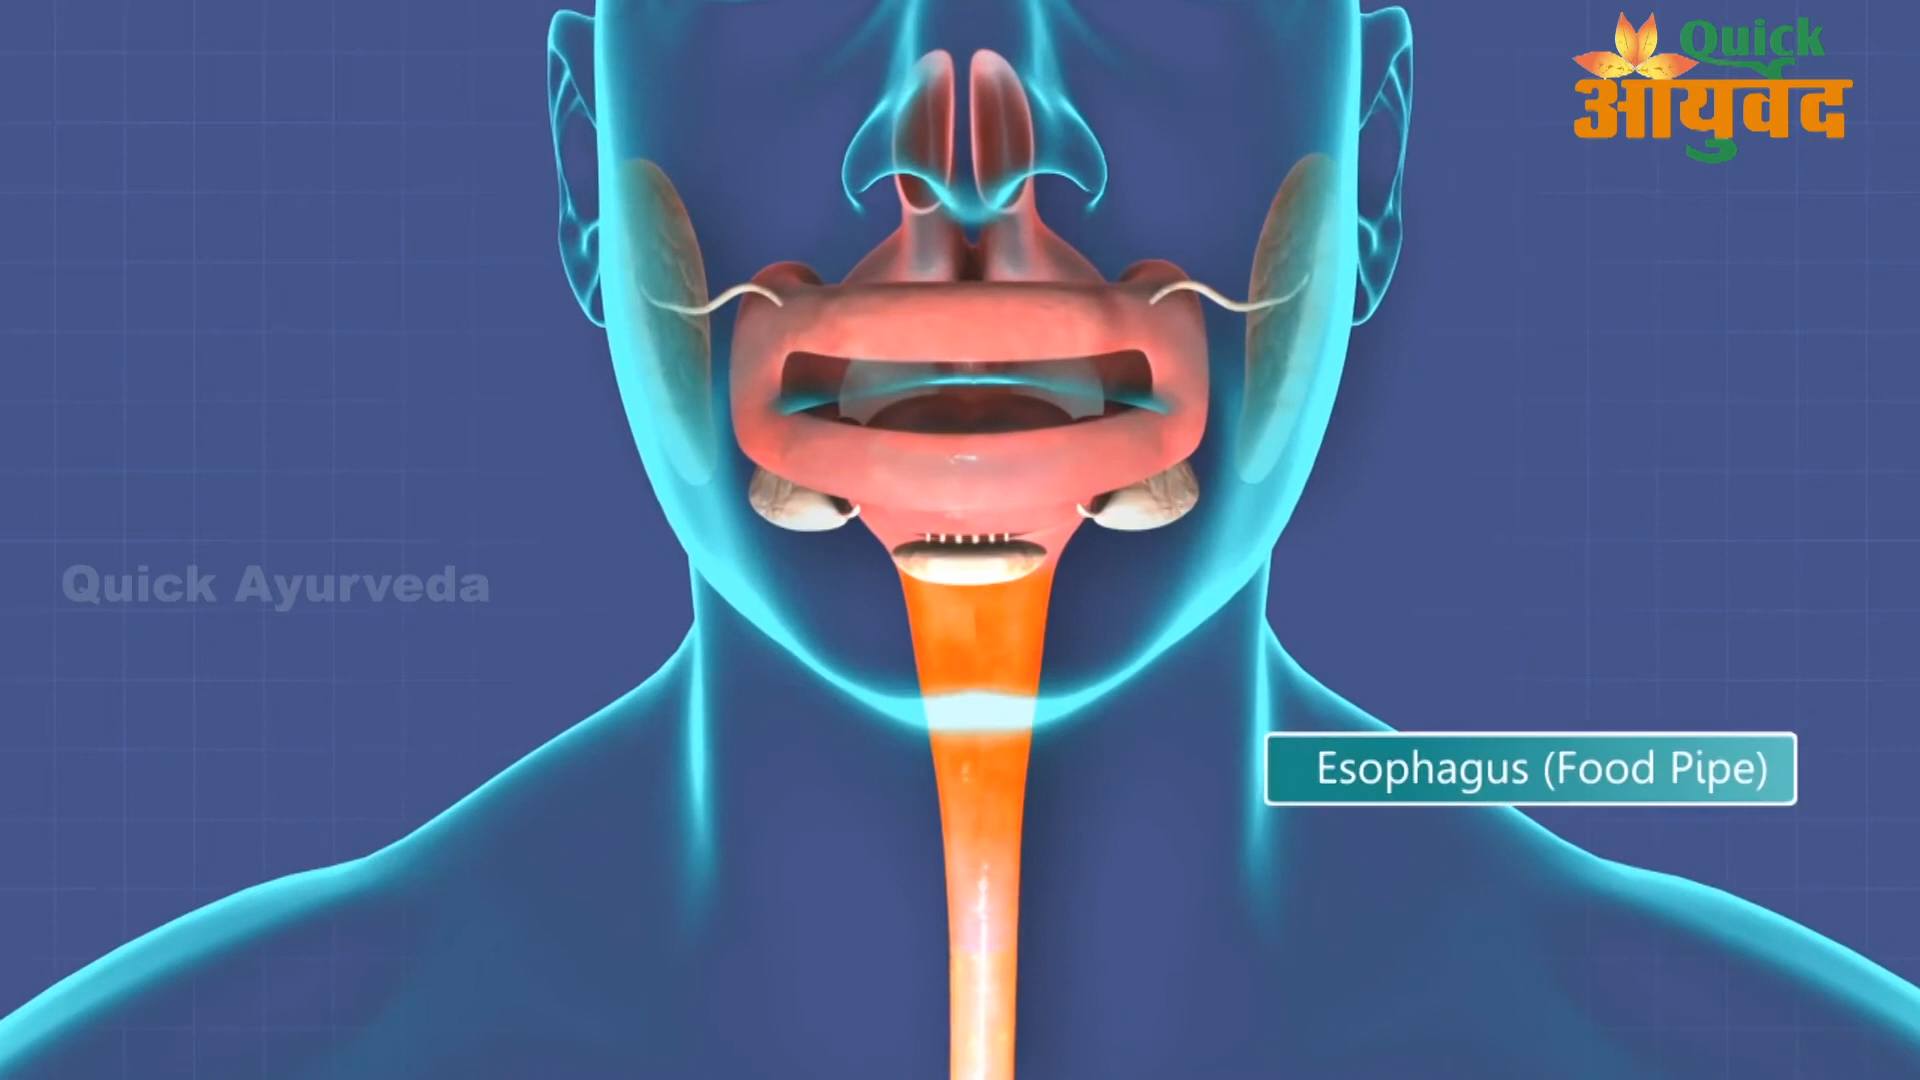 Quick
आयुर्वेद
Quick Ayurveda
Esophagus (Food Pipe)